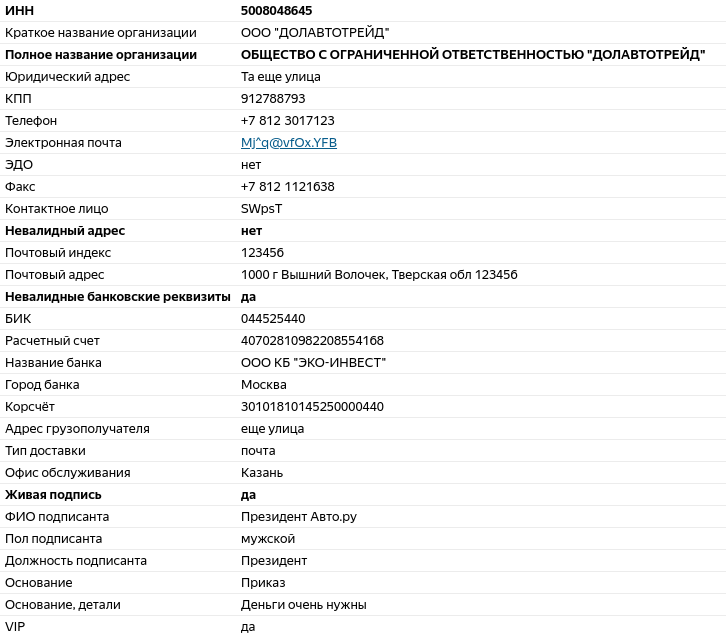 ИНН 5008048645
Краткое название организации ООО "ДОЛАВТОТРЕЙД"
Полное название организации ОБЩЕСТВО С ОГРАНИЧЕННОЙ ОТВЕТСТВЕННОСТЬЮ "ДОЛАВТОТРЕЙД"
Юридический адрес Та еще улица
КПП 912788793
Телефон +7 812 3017123
Электронная почта Mj^q@vfOx.YFB
ЭДО нет
Факс +7 812 1121638
Контактное лицо SWpsT
Невалидный адрес нет
Почтовый индекс 123456
Почтовый адрес 1000 г Вышний Волочек, Тверская обл 123456
Невалидные банковские реквизиты да
БИК 044525440
Расчетный счет 40702810982208554168
Название банка ООО КБ "ЭКО-ИНВЕСТ"
Город банка Москва
Корсчёт 30101810145250000440
Адрес грузополучателя еще улица
Тип доставки почта
Офис обслуживания Казань
Живая подпись да
ФИО подписанта Президент Авто.ру
Пол подписанта мужской
Должность подписанта Президент
Основание Приказ
Основание, детали Деньги очень нужны
VIP да